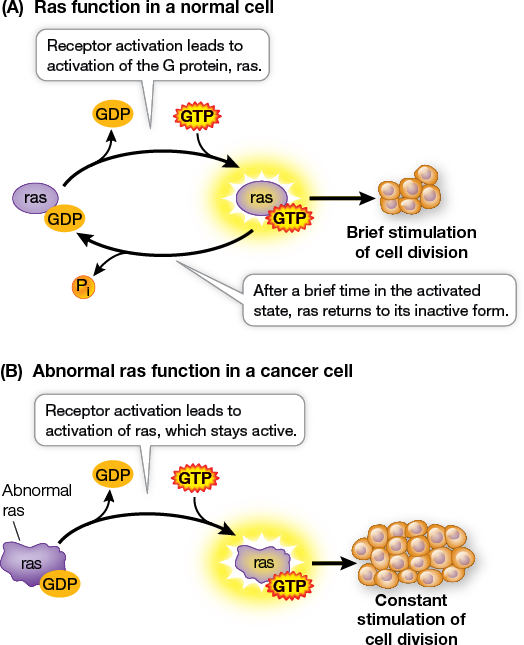 (A) Ras function in a normal cell
Receptor activation leads to
activation of the G protein, ras.
GDP
GTP
ras
GDP
ras
GTP
Brief stimulation
of cell division
Pi
After a brief time in the activated
state, ras returns to its inactive form.
(B) Abnormal ras function in a cancer cell
Receptor activation leads to
activation of ras, which stays active.
GDP
GTP
Abnormal
ras
ras
GDP
ras
GTP
Constant
stimulation of
cell division